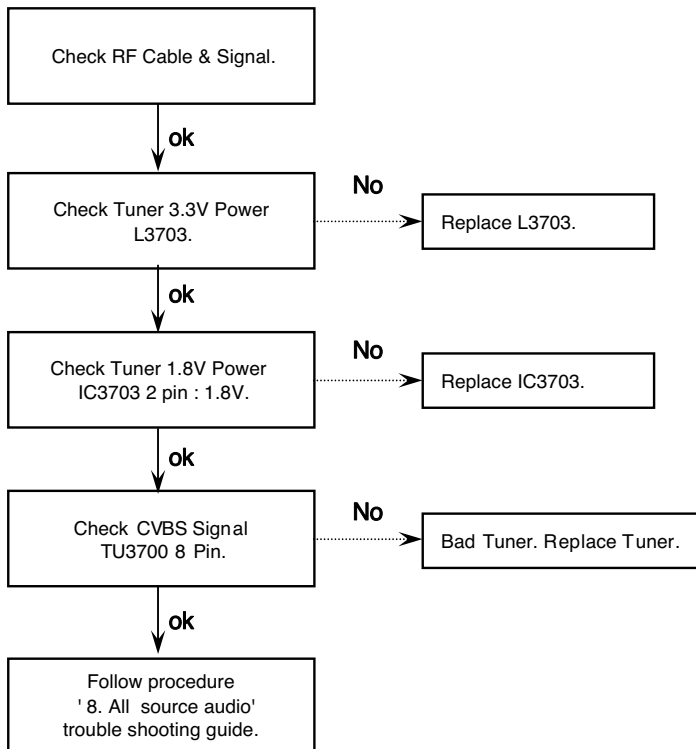 Check RF Cable & Signal.
ok
Check Tuner 3.3V Power
L3703.
No
Replace L3703.
ok
Check Tuner 1.8V Power
IC3703 2 pin : 1.8V.
No
Replace IC3703.
ok
Check CVBS Signal
TU3700 8 Pin.
No
Bad Tuner. Replace Tuner.
ok
Follow procedure
' 8. All source audio'
trouble shooting guide.